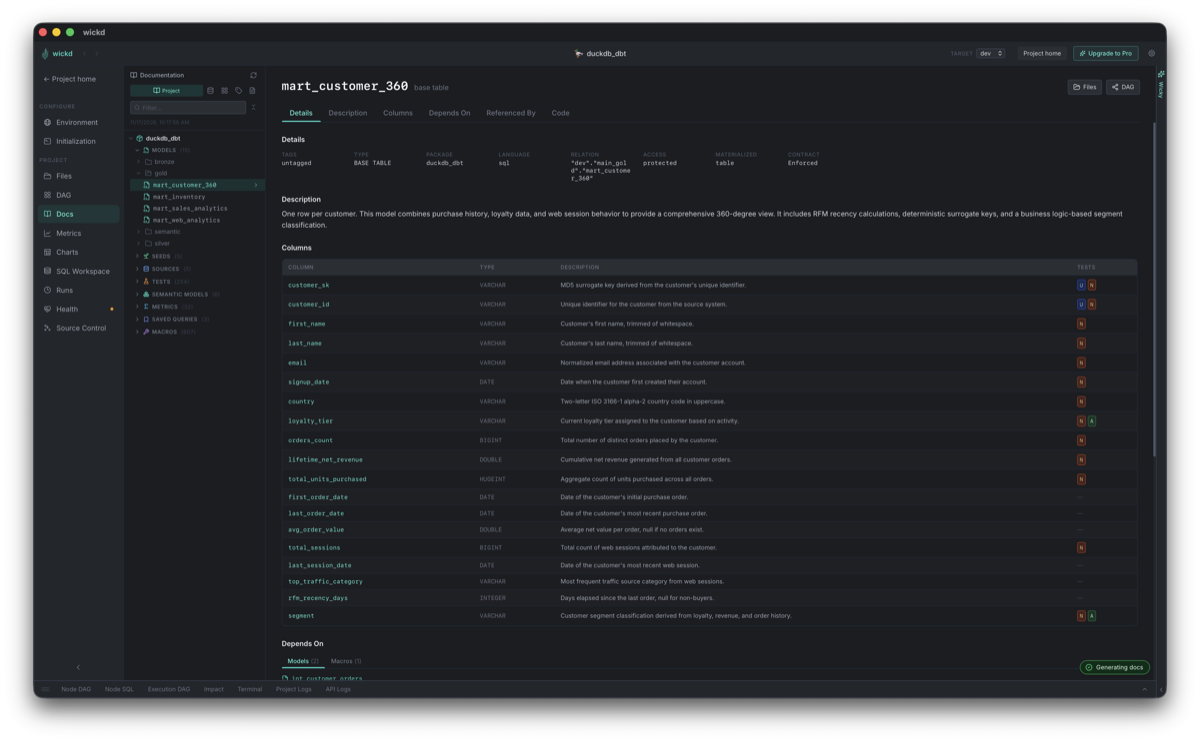 wickd
wickd
duckdb_dbt
TARGET dev
Project home
Upgrade to Pro
Project home
CONFIGURE
Environment
Initialization
PROJECT
Files
DAG
Docs
Metrics
Charts
SQL Workspace
Runs
Health
Source Control
Documentation
Project
Filter...
duckdb_dbt
MODELS
bronze
gold
mart_customer_360
mart_inventory
mart_sales_analytics
mart_web_analytics
semantic
silver
SEEDS
SOURCES
TESTS
SEMANTIC MODELS
METRICS
SAVED QUERIES
MACROS
mart_customer_360 base table
Files
DAG
Wicky
Details Description Columns Depends On Referenced By Code
Details
TAGS TYPE PACKAGE LANGUAGE RELATION ACCESS MATERIALIZED CONTRACT
untagged BASE TABLE duckdb_dbt sql "dev"."main_gol protected table Enforced
d"."mart_custome
r_360"
Description
One row per customer. This model combines purchase history, loyalty data, and web session behavior to provide a comprehensive 360-degree view. It includes RFM recency calculations, deterministic surrogate keys, and a business logic-based segment
classification.
Columns
COLUMN TYPE DESCRIPTION TESTS
customer_sk VARCHAR MD5 surrogate key derived from the customer's unique identifier. U N
customer_id VARCHAR Unique identifier for the customer from the source system. U N
first_name VARCHAR Customer's first name, trimmed of whitespace. N
last_name VARCHAR Customer's last name, trimmed of whitespace. N
email VARCHAR Normalized email address associated with the customer account. N
signup_date DATE Date when the customer first created their account. N
country VARCHAR Two-letter ISO 3166-1 alpha-2 country code in uppercase. N
loyalty_tier VARCHAR Current loyalty tier assigned to the customer based on activity. N A
orders_count BIGINT Total number of distinct orders placed by the customer. N
lifetime_net_revenue DOUBLE Cumulative net revenue generated from all customer orders. N
total_units_purchased HUGEINT Aggregate count of units purchased across all orders. N
first_order_date DATE Date of the customer's initial purchase order. —
last_order_date DATE Date of the customer's most recent purchase order. —
avg_order_value DOUBLE Average net value per order, null if no orders exist. —
total_sessions BIGINT Total count of web sessions attributed to the customer. N
last_session_date DATE Date of the customer's most recent web session. —
top_traffic_category VARCHAR Most frequent traffic source category from web sessions. —
rfm_recency_days INTEGER Days elapsed since the last order, null for non-buyers. —
segment VARCHAR Customer segment classification derived from loyalty, revenue, and order history. N A
Depends On
Models (2) Macros (1)
int_customer_orders
Generating docs
Node DAG Node SQL Execution DAG Impact Terminal Project Logs API Logs